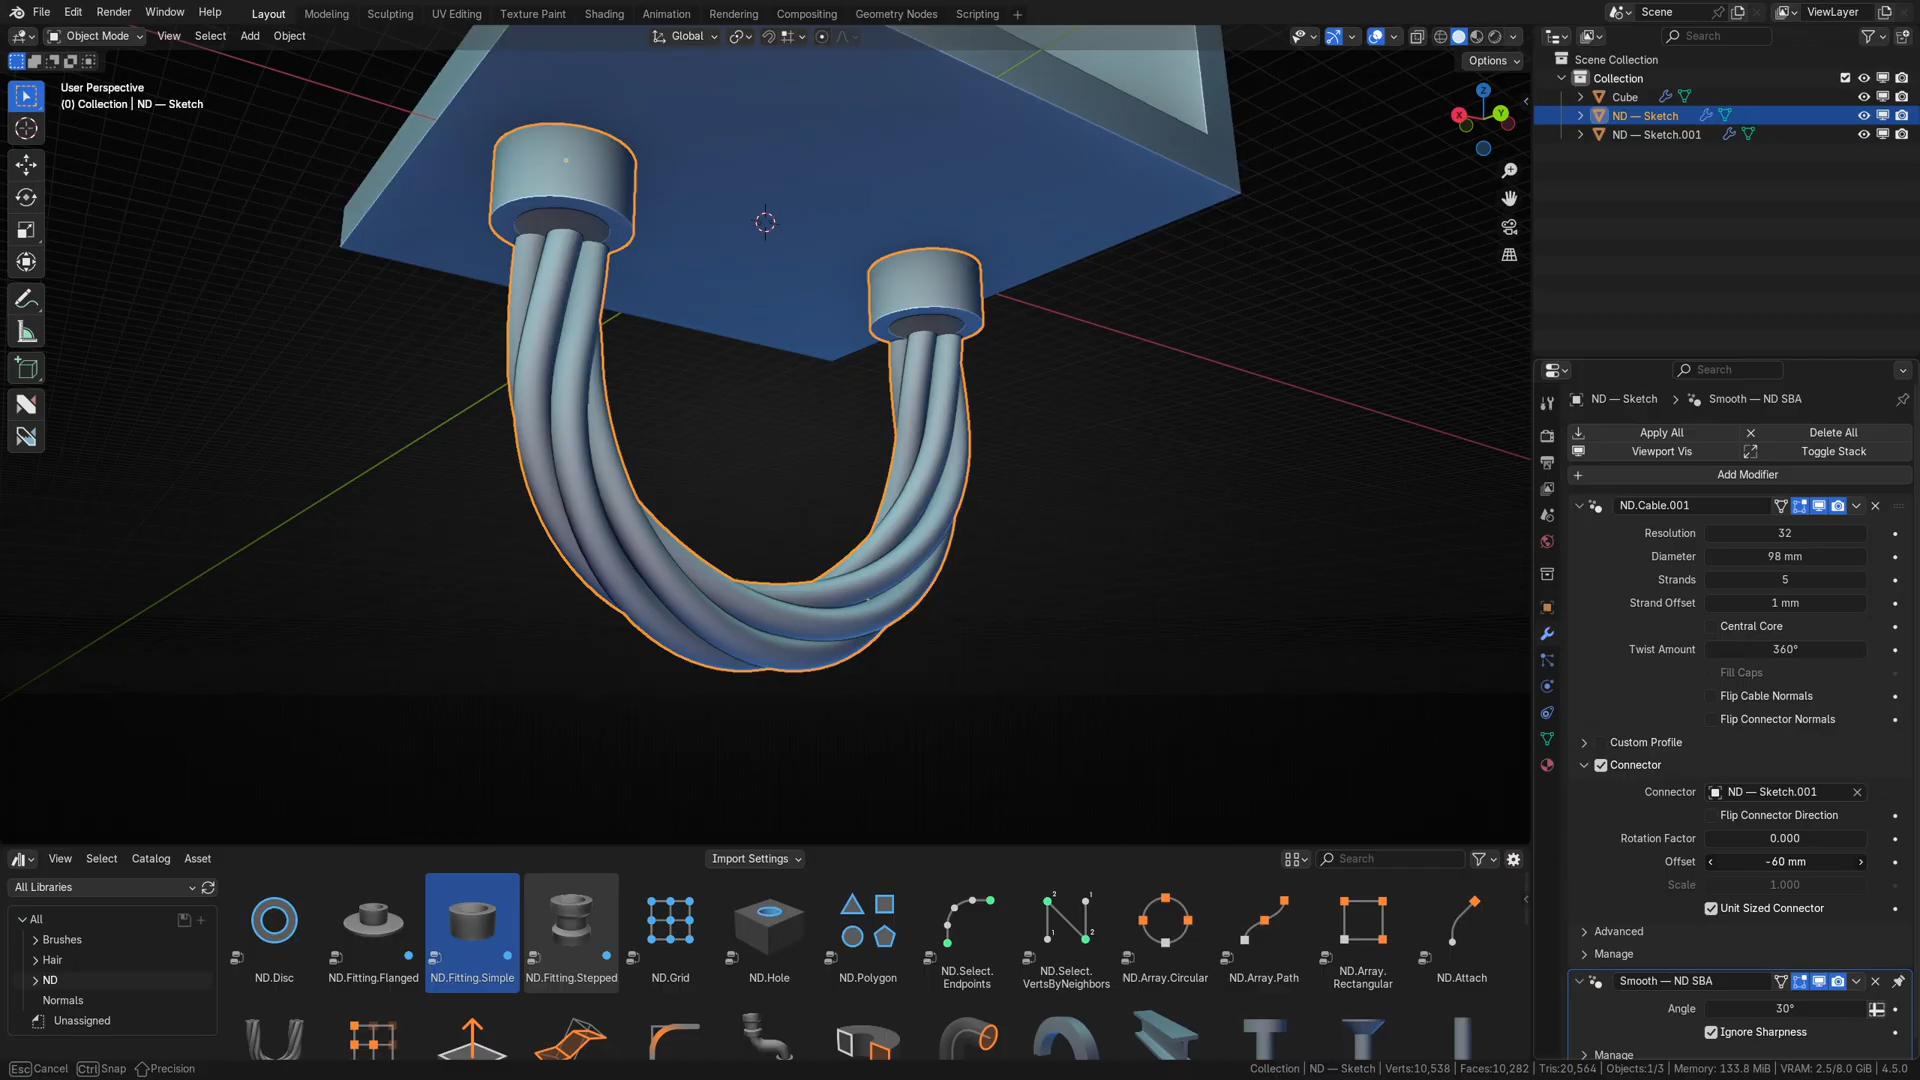 File Edit Render Window Help Layout Modeling Sculpting UV Editing Texture Paint Shading Animation Rendering Compositing Geometry Nodes Scripting + Scene ViewLayer
Object Mode View Select Add Object Global Search
Options
User Perspective
(0) Collection | ND — Sketch
Z
X
Y
Scene Collection
Collection
Cube
ND — Sketch
ND — Sketch.001
Search
ND — Sketch > Smooth — ND SBA
Apply All Delete All
Viewport Vis Toggle Stack
Add Modifier
ND.Cable.001
Resolution 32
Diameter 98 mm
Strands 5
Strand Offset 1 mm
Central Core
Twist Amount 360°
Fill Caps
Flip Cable Normals
Flip Connector Normals
Custom Profile
Connector
Connector ND — Sketch.001
Flip Connector Direction
Rotation Factor 0.000
Offset -60 mm
Scale 1.000
Unit Sized Connector
Advanced
Manage
Smooth — ND SBA
Angle 30°
Ignore Sharpness
Manage
View Select Catalog Asset Import Settings Search
All Libraries
All
Brushes
Hair
ND
Normals
Unassigned
ND.Disc
ND.Fitting.Flanged
ND.Fitting.Simple
ND.Fitting.Stepped
ND.Grid
ND.Hole
ND.Polygon
ND.Select.
Endpoints
ND.Select.
VertsByNeighbors
ND.Array.Circular
ND.Array.Path
ND.Array.
Rectangular
ND.Attach
2 1
1 2
Esc Cancel Ctrl Snap Precision
Collection | ND — Sketch | Verts:10,538 | Faces:10,282 | Tris:20,564 | Objects:1/3 | Memory: 133.8 MiB | VRAM: 2.5/8.0 GiB | 4.5.0